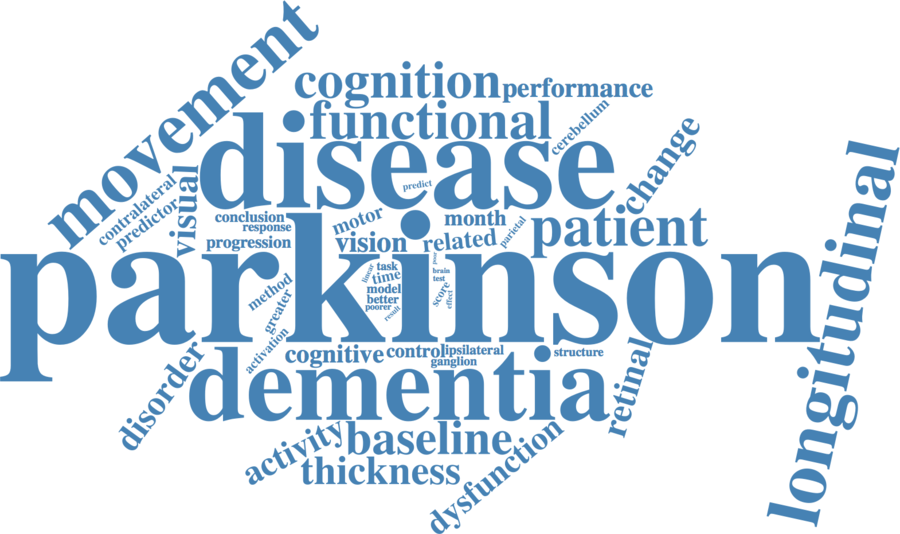 movement
cognition
performance
functional
cerebellum
disease
change
longitudinal
contralateral
predictor
visual
predict
conclusion
response
motor
month
parietal
patient
progression
vision
related
parkinson
method
greater
activation
linear
task
time
model
better
poorer
result
poor
brain
test
score
effect
disorder
cognitive
control
ipsilateral
ganglion
structure
dementia
retinal
activity
baseline
thickness
dysfunction